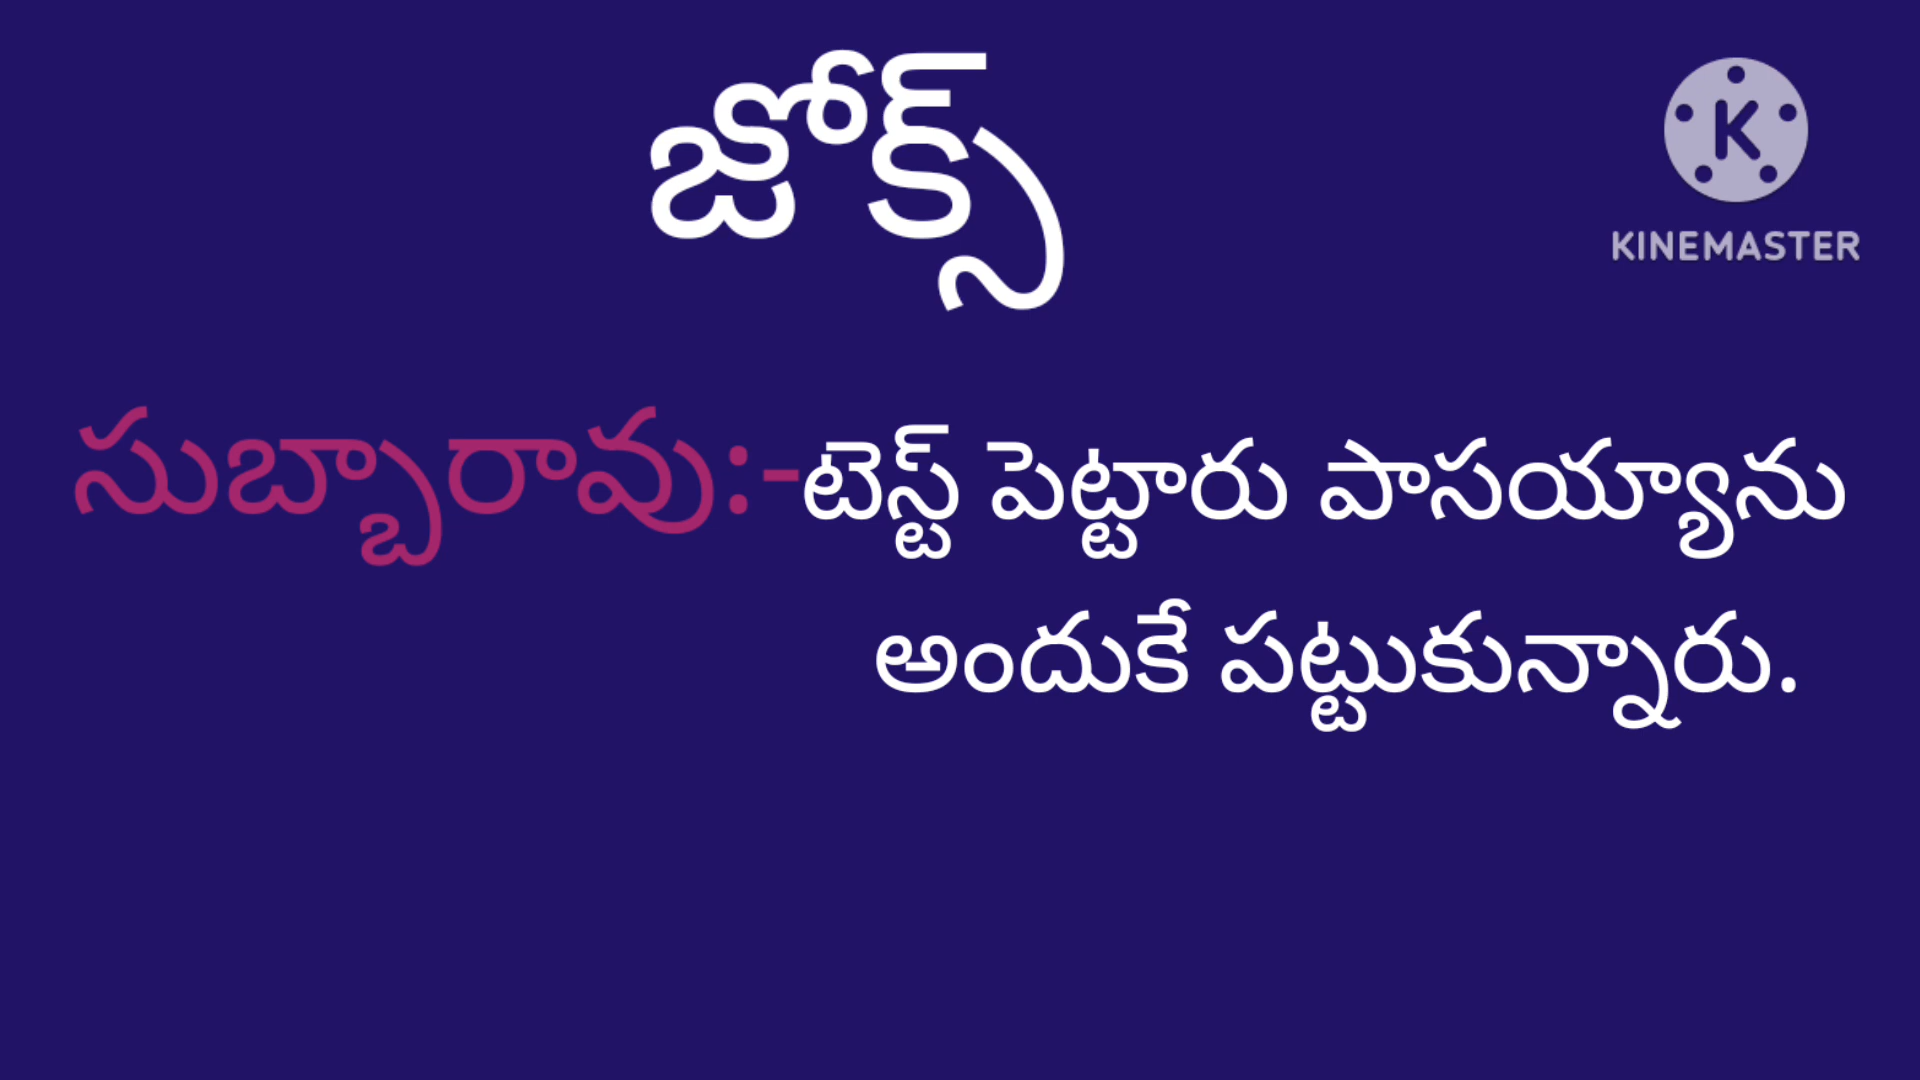 జోక్స్
K
KINEMASTER
సుబ్బారావు:-టెస్ట్ పెట్టారు పాసయ్యాను
అందుకే పట్టుకున్నారు.